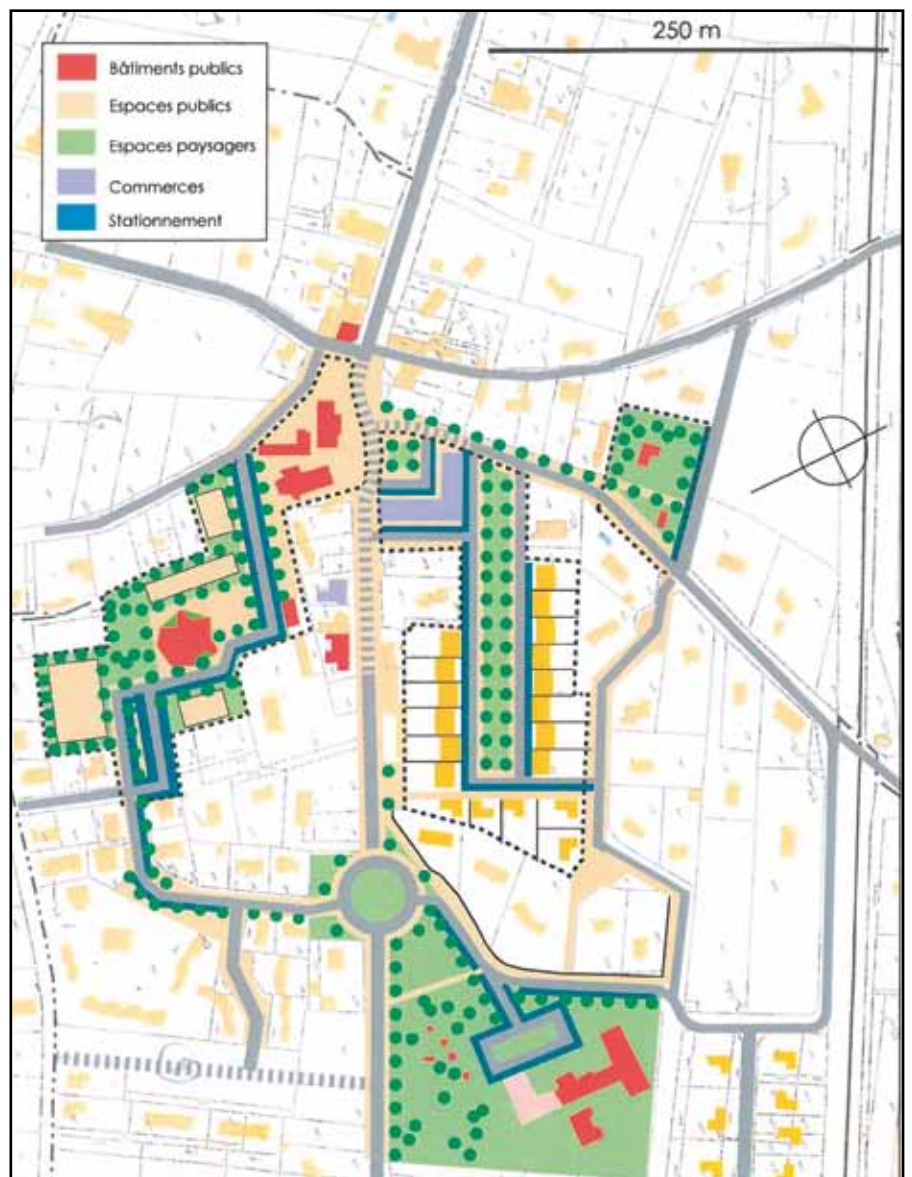 250 m
Bâtiments publics
Espaces publics
Espaces paysagers
Commerces
Stationnement